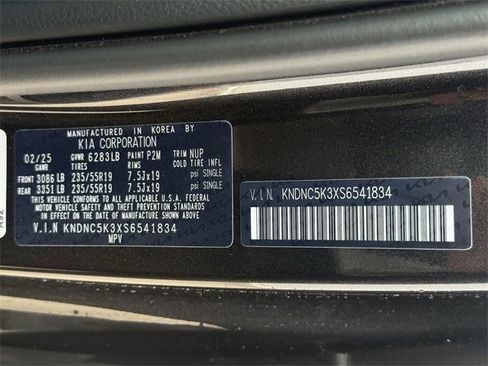 MANUFACTURED IN KOREA BY
KIA CORPORATION
02/25 GVWR 6283LB PAINT P2M TRIM NUP
GAWR TIRES RIMS COLD TIRE INFL
FRONT 3086 LB 235/55R19 7.5Jx19 psi SINGLE
REAR 3351 LB 235/55R19 7.5Jx19 psi SINGLE
THIS VEHICLE CONFORMS TO ALL APPLICABLE U.S.A. FEDERAL
MOTOR VEHICLE SAFETY AND THEFT PREVENTION STANDARDS
IN EFFECT ON THE DATE OF MANUFACTURE SHOWN ABOVE.
V.I.N KNDNC5K3XS6541834
MPV
V.I.N KNDNC5K3XS6541834